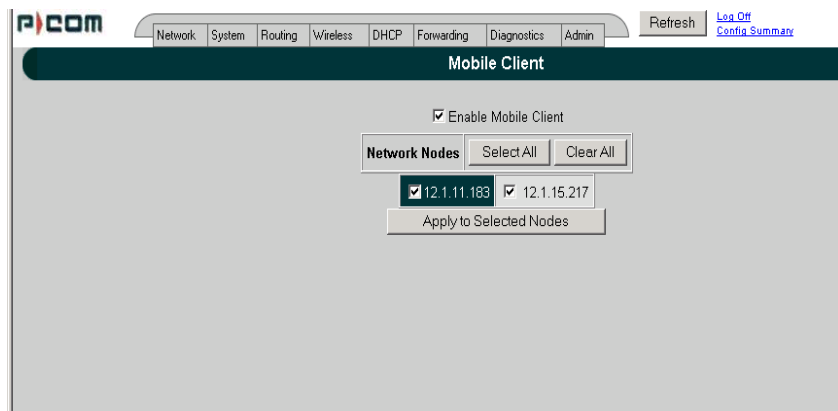 P)COM
Network System Routing Wireless DHCP Forwarding Diagnostics Admin Refresh Log Off
Config Summary
Mobile Client
Enable Mobile Client
Network Nodes Select All Clear All
12.1.11.183 12.1.15.217
Apply to Selected Nodes